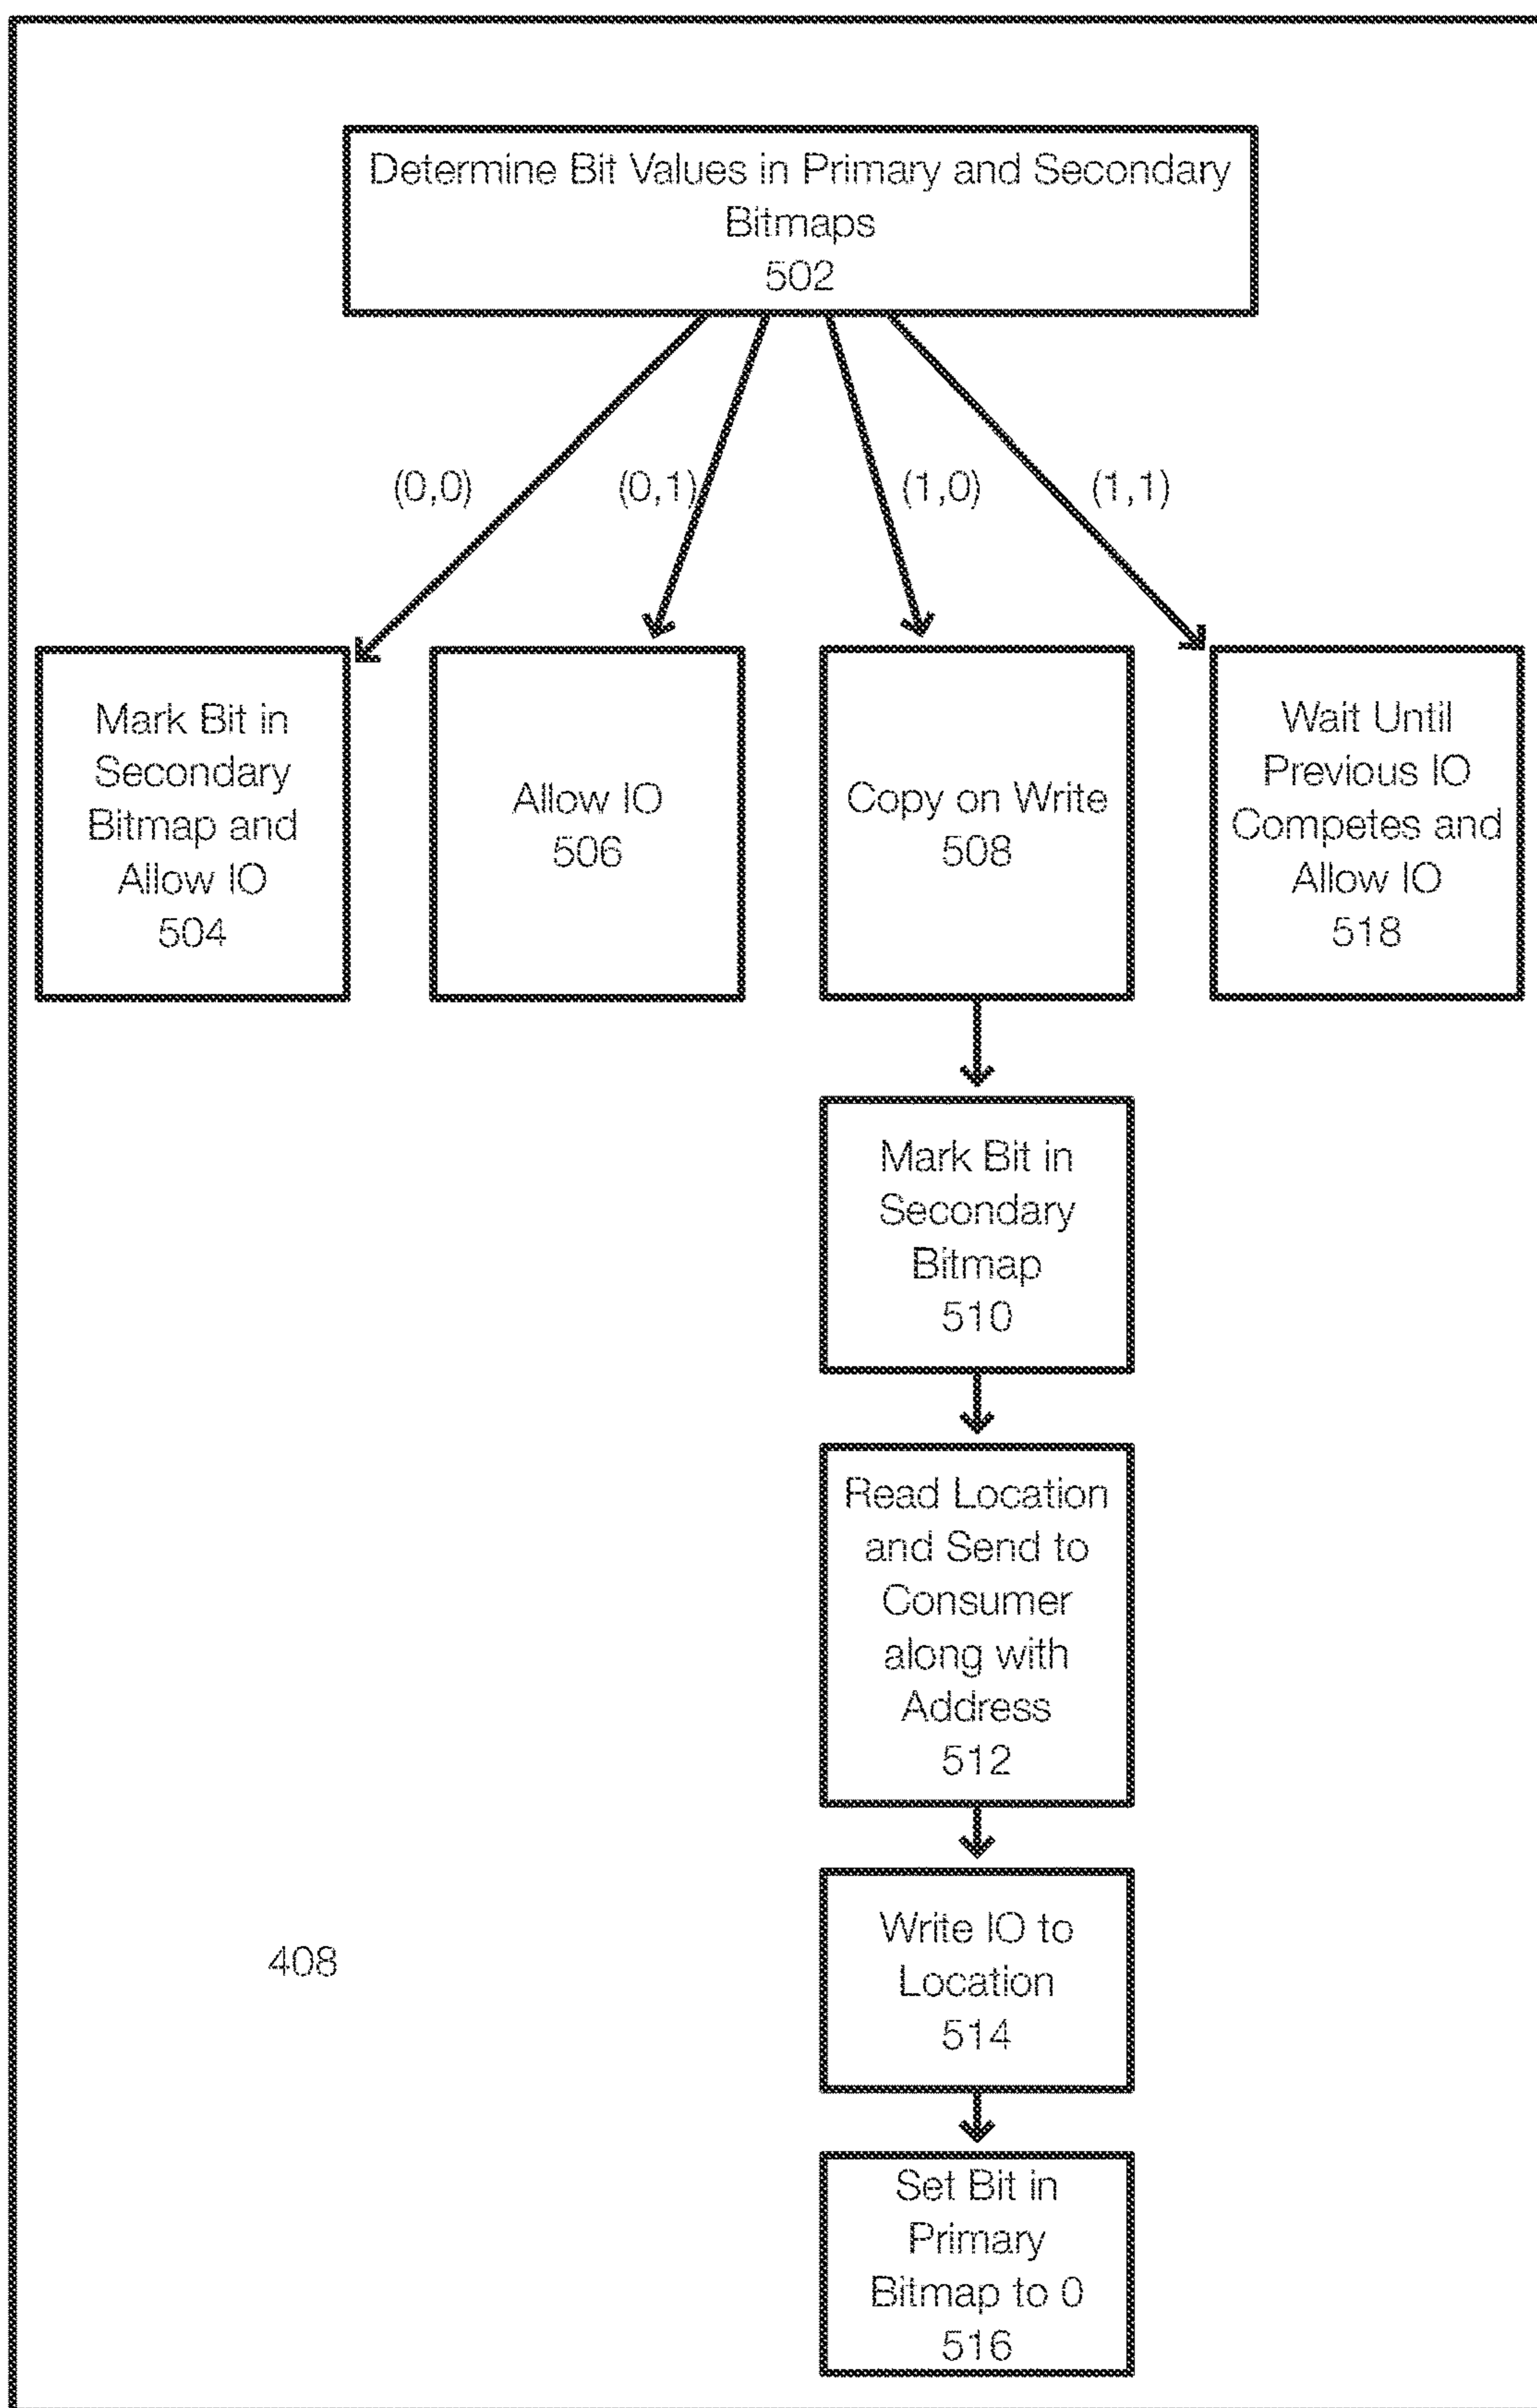 Determine Bit Values in Primary and Secondary
Bitmaps
502
(0,0)
(0,1)
(1,0)
(1,1)
Mark Bit in
Secondary
Bitmap and
Allow IO
504
Allow IO
506
Copy on Write
508
Wait Until
Previous IO
Competes and
Allow IO
518
Mark Bit in
Secondary
Bitmap
510
Read Location
and Send to
Consumer
along with
Address
512
Write IO to
Location
514
408
Set Bit in
Primary
Bitmap to 0
516